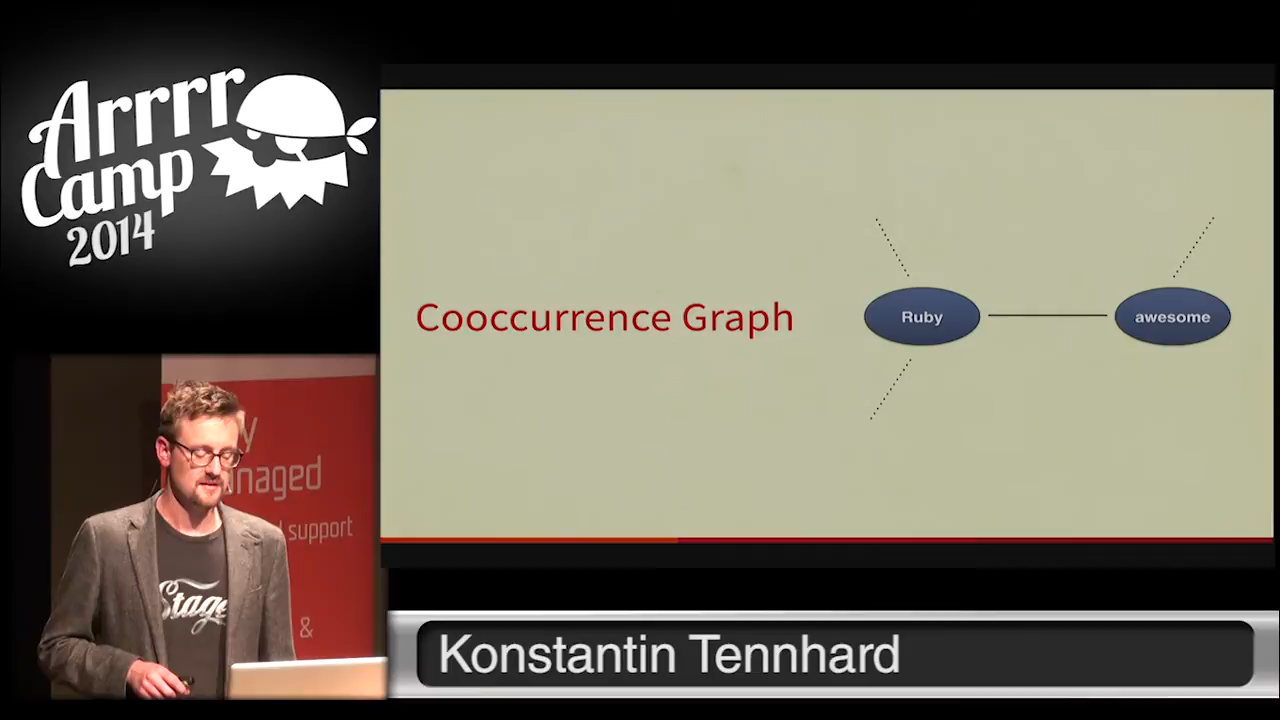 Arrrr
Camp
2014
Cooccurrence Graph
Ruby
awesome
naged
support
&
Stage
Konstantin Tennhard